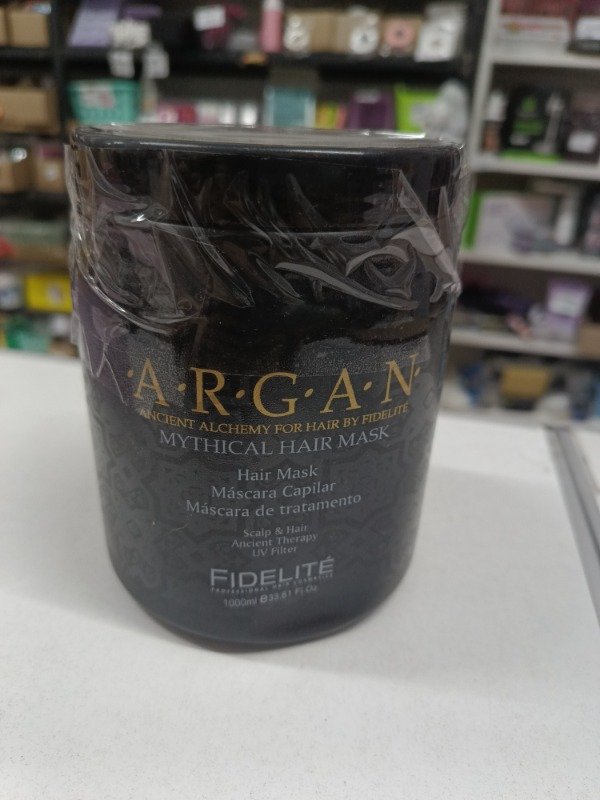 ·A·R·G·A·N·
ANCIENT ALCHEMY FOR HAIR BY FIDELITÉ
MYTHICAL HAIR MASK
Hair Mask
Máscara Capilar
Máscara de tratamento
Scalp & Hair
Ancient Therapy
UV Filter
FIDELITÉ
PROFESSIONAL HAIR COSMETICS
1000ml ℮33.81 Fl.Oz